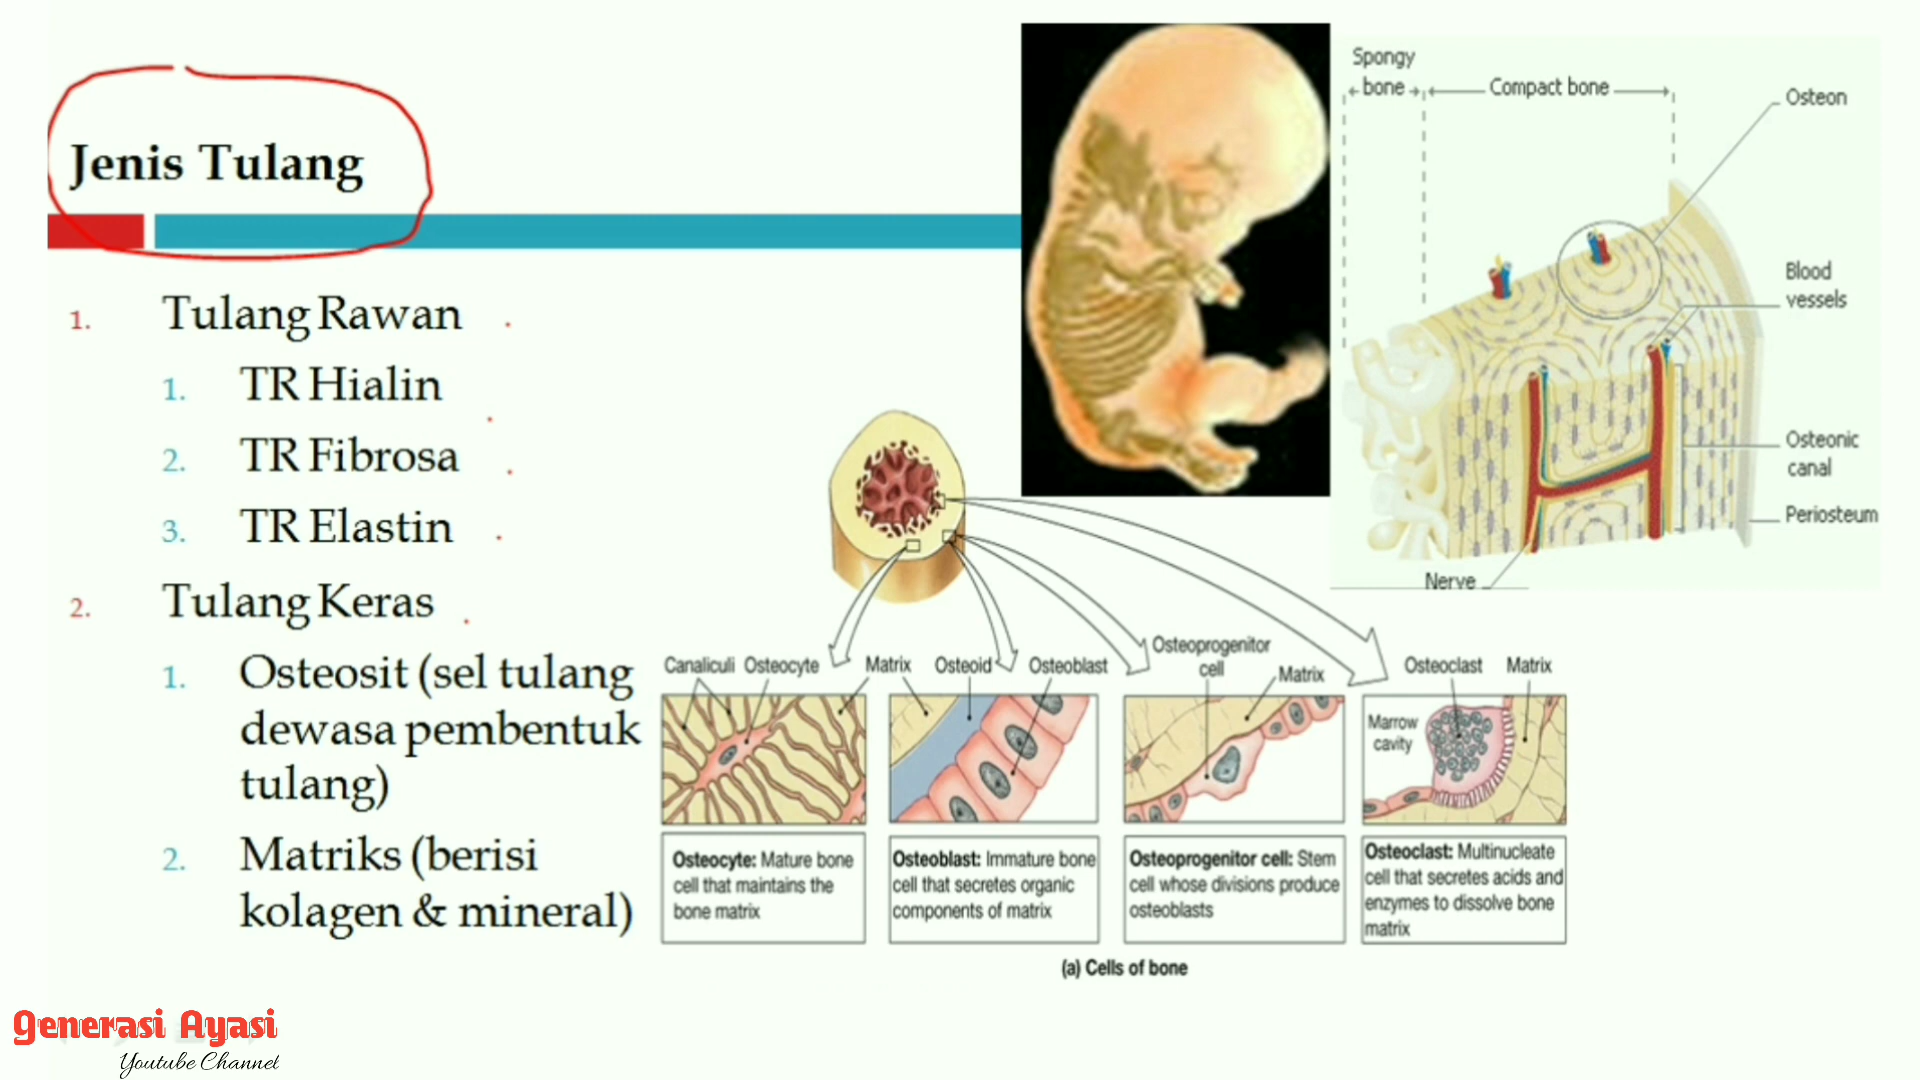 Jenis Tulang
1. Tulang Rawan
1. TR Hialin
2. TR Fibrosa
3. TR Elastin
2. Tulang Keras
1. Osteosit (sel tulang
dewasa pembentuk
tulang)
2. Matriks (berisi
kolagen & mineral)
Spongy
bone
Compact bone
Osteon
Blood
vessels
Osteonic
canal
Periosteum
Nerve
Canaliculi Osteocyte Matrix Osteoid Osteoblast
Osteoprogenitor
cell
Matrix
Osteoclast Matrix
Marrow
cavity
Osteocyte: Mature bone
cell that maintains the
bone matrix
Osteoblast: Immature bone
cell that secretes organic
components of matrix
Osteoprogenitor cell: Stem
cell whose divisions produce
osteoblasts
Osteoclast: Multinucleate
cell that secretes acids and
enzymes to dissolve bone
matrix
(a) Cells of bone
Generasi Ayasi
Youtube Channel